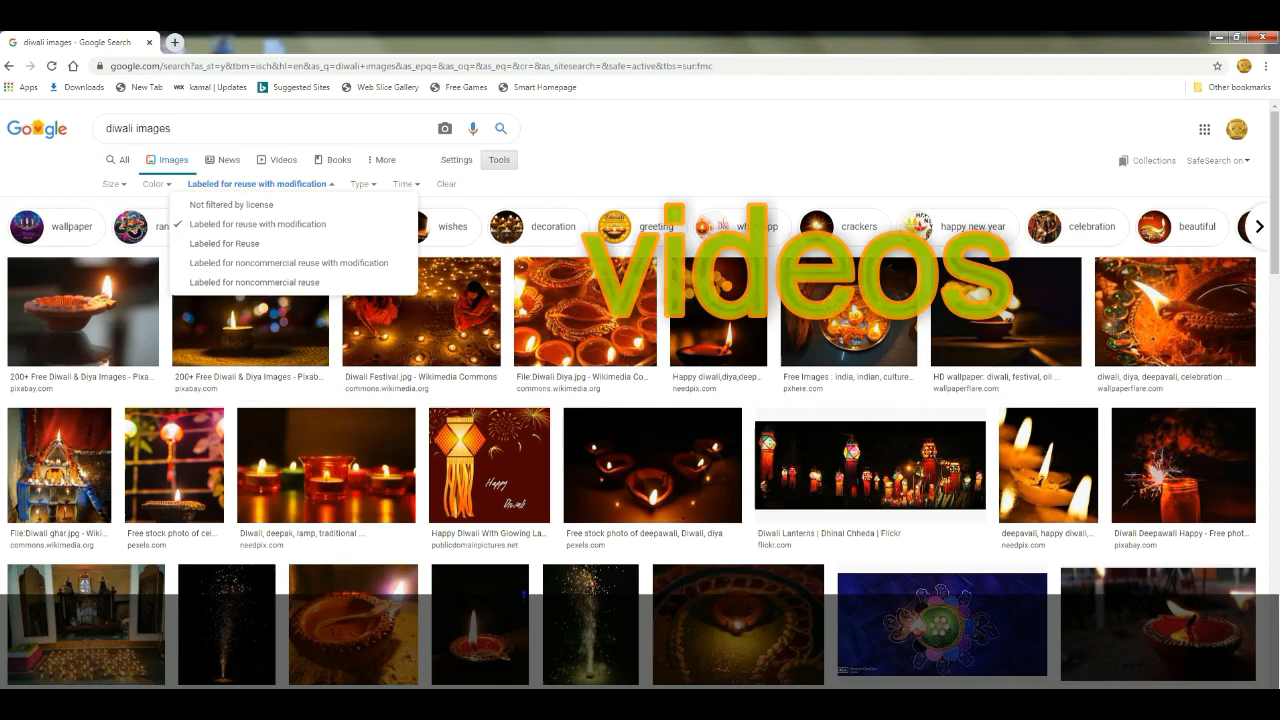 diwali images - Google Search
google.com/search?as_st=y&tbm=isch&hl=en&as_q=diwali+images&as_epq=&as_oq=&as_eq=&cr=&as_sitesearch=&safe=active&tbs=sur:fmc
Apps Downloads New Tab WIX kamal | Updates Suggested Sites Web Slice Gallery Free Games Smart Homepage Other bookmarks
Google diwali images
All Images News Videos Books More Settings Tools Collections SafeSearch on
Size Color Labeled for reuse with modification Type Time Clear
Not filtered by license
Labeled for reuse with modification
Labeled for Reuse
Labeled for noncommercial reuse with modification
Labeled for noncommercial reuse
wallpaper ran wishes decoration greeting whatsapp crackers happy new year celebration beautiful
videos
200+ Free Diwali & Diya Images - Pixa... 200+ Free Diwali & Diya Images - Pixab... Diwali Festival.jpg - Wikimedia Commons File:Diwali Diya.jpg - Wikimedia Co... Happy diwali,diya,deep... Free Images : india, indian, culture... HD wallpaper: diwali, festival, oil ... diwali, diya, deepavali, celebration ...
pixabay.com pixabay.com commons.wikimedia.org commons.wikimedia.org needpix.com pxhere.com wallpaperflare.com wallpaperflare.com
Happy
Diwali
File:Diwali ghar.jpg - Wiki... Free stock photo of cel... Diwali, deepak, lamp, traditional ... Happy Diwali With Glowing La... Free stock photo of deepavali, Diwali, diya Diwali Lanterns | Dhinal Chheda | Flickr deepavali, happy diwali,... Diwali Deepavali Happy - Free phot...
commons.wikimedia.org pexels.com needpix.com publicdomainpictures.net pexels.com flickr.com needpix.com pixabay.com